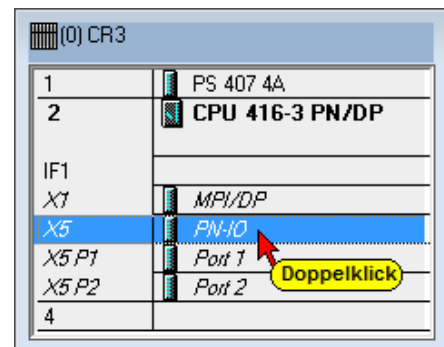 (0) CR3
1 PS 407 4A
2 CPU 416-3 PN/DP
IF1
X1 MPI/DP
X5 PN-IO
X5 P1 Port 1
X5 P2 Port 2
Doppelklick
4